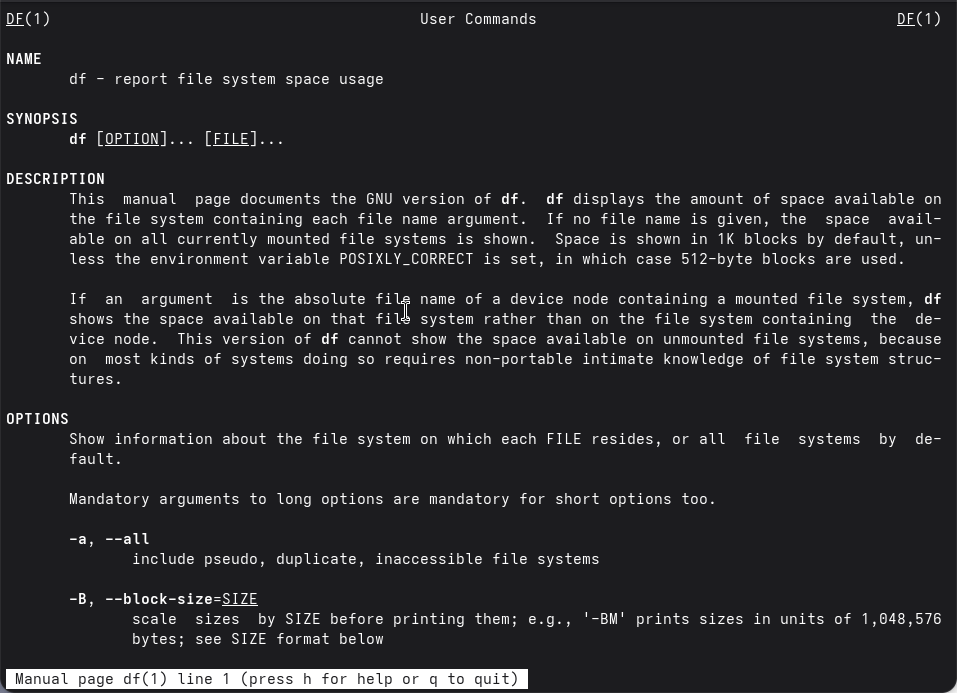 DF(1) User Commands DF(1)
NAME
df - report file system space usage
SYNOPSIS
df [OPTION]... [FILE]...
DESCRIPTION
This manual page documents the GNU version of df. df displays the amount of space available on
the file system containing each file name argument. If no file name is given, the space avail-
able on all currently mounted file systems is shown. Space is shown in 1K blocks by default, un-
less the environment variable POSIXLY_CORRECT is set, in which case 512-byte blocks are used.
If an argument is the absolute file name of a device node containing a mounted file system, df
shows the space available on that file system rather than on the file system containing the de-
vice node. This version of df cannot show the space available on unmounted file systems, because
on most kinds of systems doing so requires non-portable intimate knowledge of file system struc-
tures.
OPTIONS
Show information about the file system on which each FILE resides, or all file systems by de-
fault.
Mandatory arguments to long options are mandatory for short options too.
-a, --all
include pseudo, duplicate, inaccessible file systems
-B, --block-size=SIZE
scale sizes by SIZE before printing them; e.g., '-BM' prints sizes in units of 1,048,576
bytes; see SIZE format below
Manual page df(1) line 1 (press h for help or q to quit)